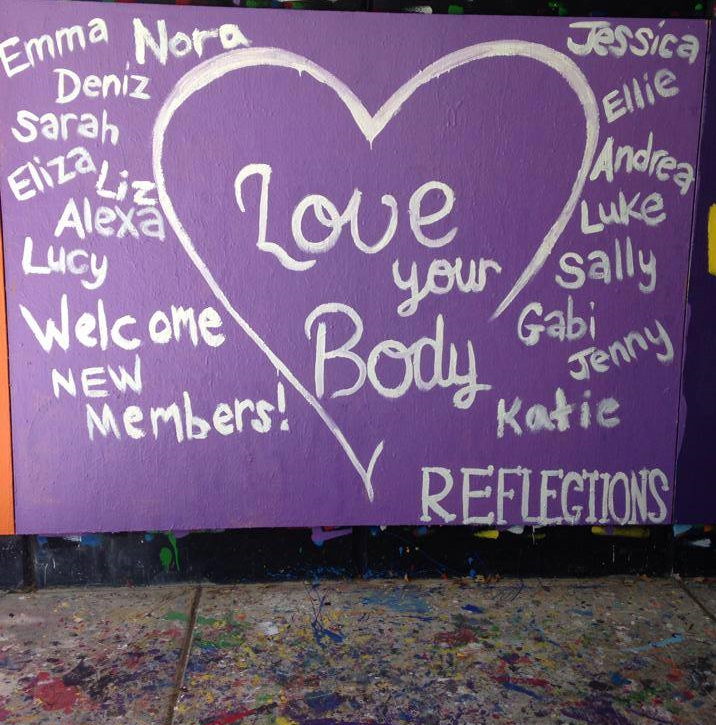 Emma Nora
Deniz
Sarah
Eliza Liz
Alexa
Lucy
Welcome
NEW
Members!
Love
your
Body
Jessica
Ellie
Andrea
Luke
Sally
Gabi
Jenny
Katie
REFLECTIONS